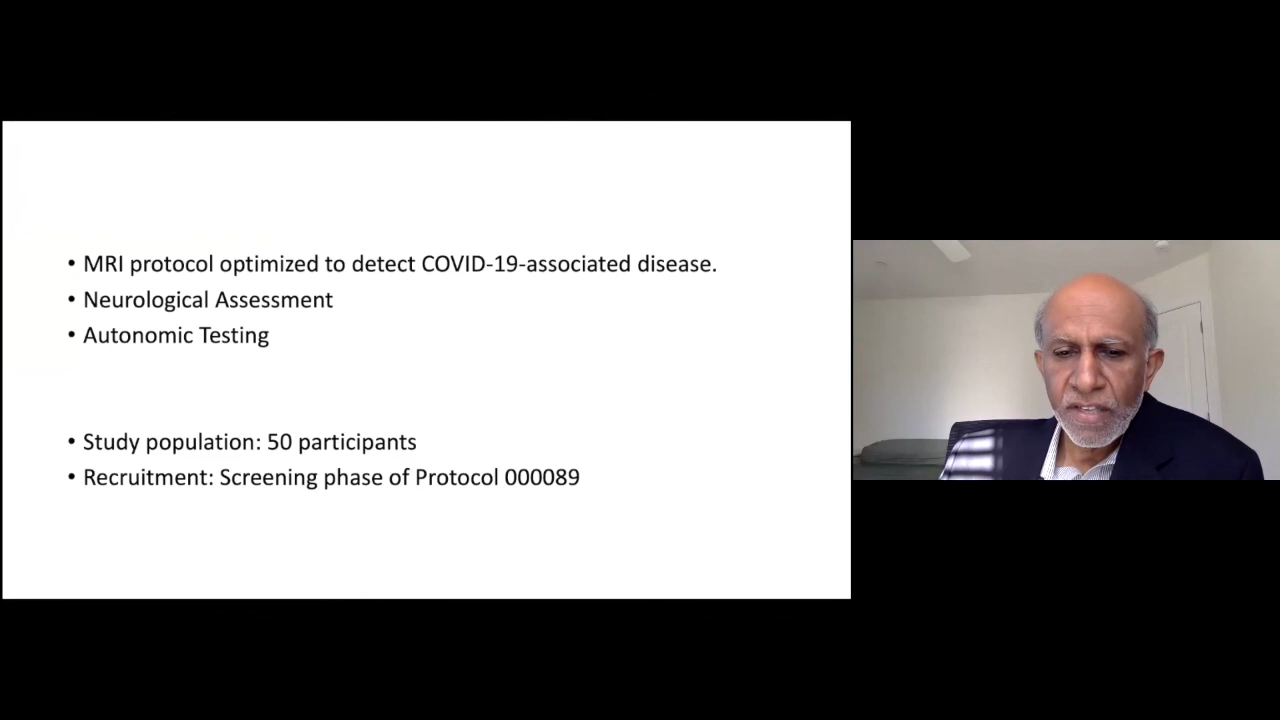 • MRI protocol optimized to detect COVID-19-associated disease.
• Neurological Assessment
• Autonomic Testing
• Study population: 50 participants
• Recruitment: Screening phase of Protocol 000089